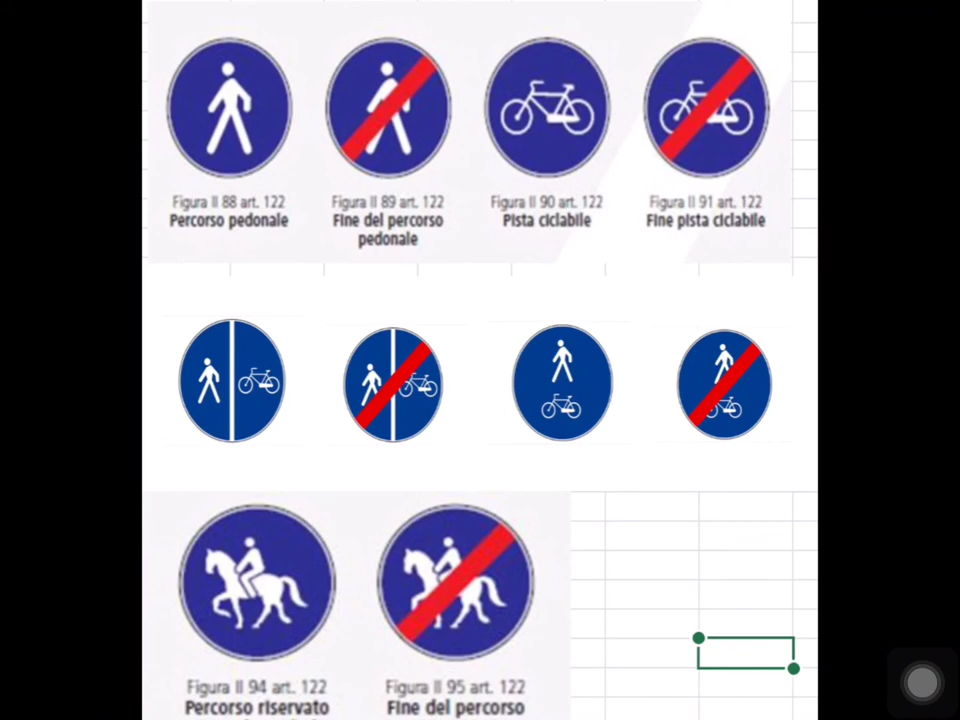 Figura II 88 art. 122
Percorso pedonale
Figura II 89 art. 122
Fine del percorso
pedonale
Figura II 90 art. 122
Pista ciclabile
Figura II 91 art. 122
Fine pista ciclabile
Figura II 94 art. 122
Percorso riservato
Figura II 95 art. 122
Fine del percorso